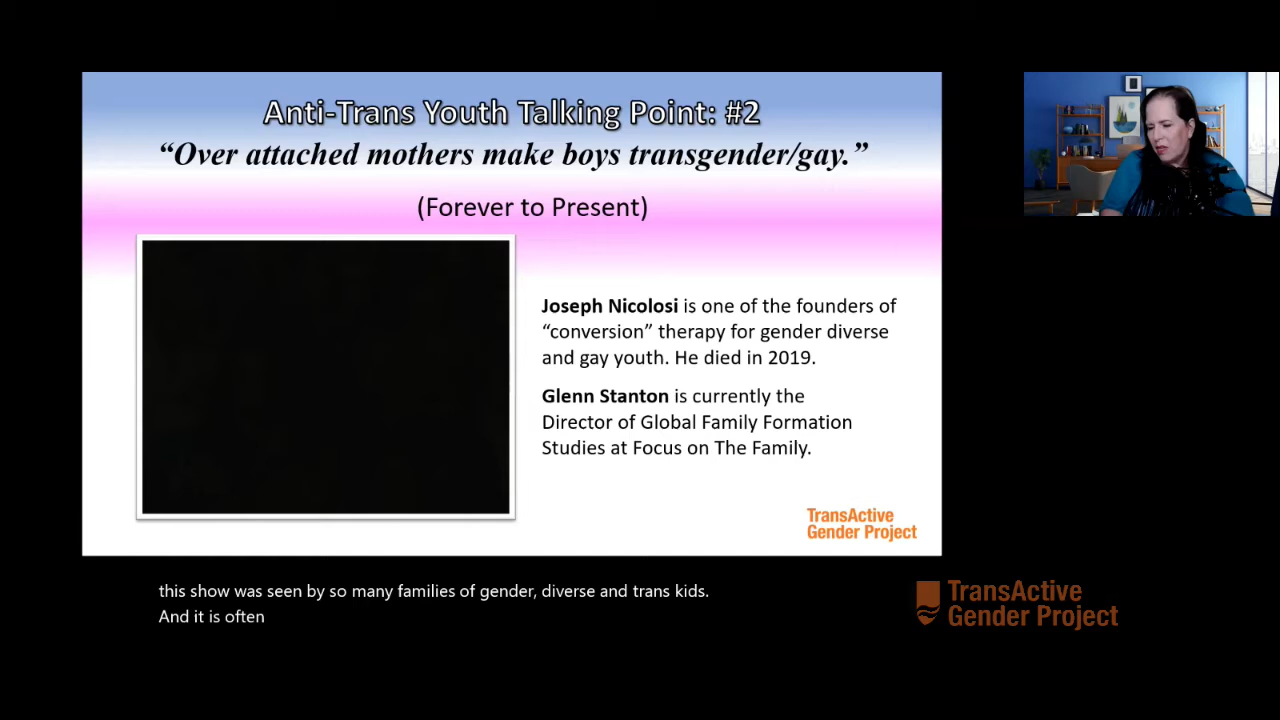 Anti-Trans Youth Talking Point: #2
“Over attached mothers make boys transgender/gay.”
(Forever to Present)
Joseph Nicolosi is one of the founders of
“conversion” therapy for gender diverse
and gay youth. He died in 2019.
Glenn Stanton is currently the
Director of Global Family Formation
Studies at Focus on The Family.
TransActive
Gender Project
this show was seen by so many families of gender, diverse and trans kids.
And it is often
TransActive
Gender Project